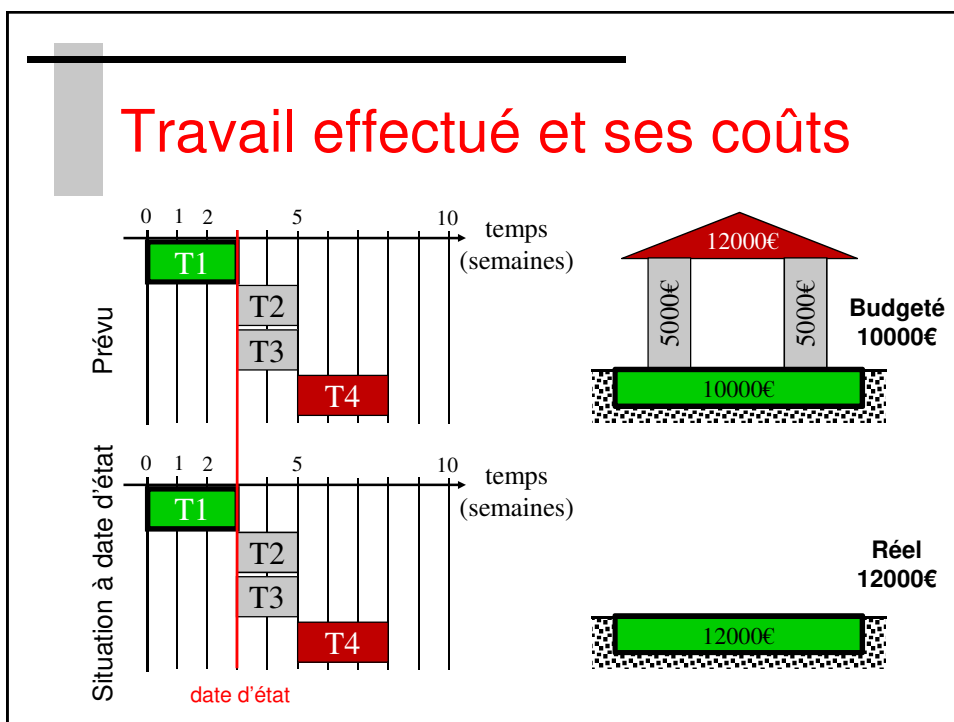 Travail effectué et ses coûts
0 1 2 5 10
temps
(semaines)
T1
T2
T3
T4
Prévu
12000€
5000€ 5000€
10000€
Budgeté
10000€
0 1 2 5 10
temps
(semaines)
T1
T2
T3
T4
Situation à date d'état
date d'état
Réel
12000€
12000€